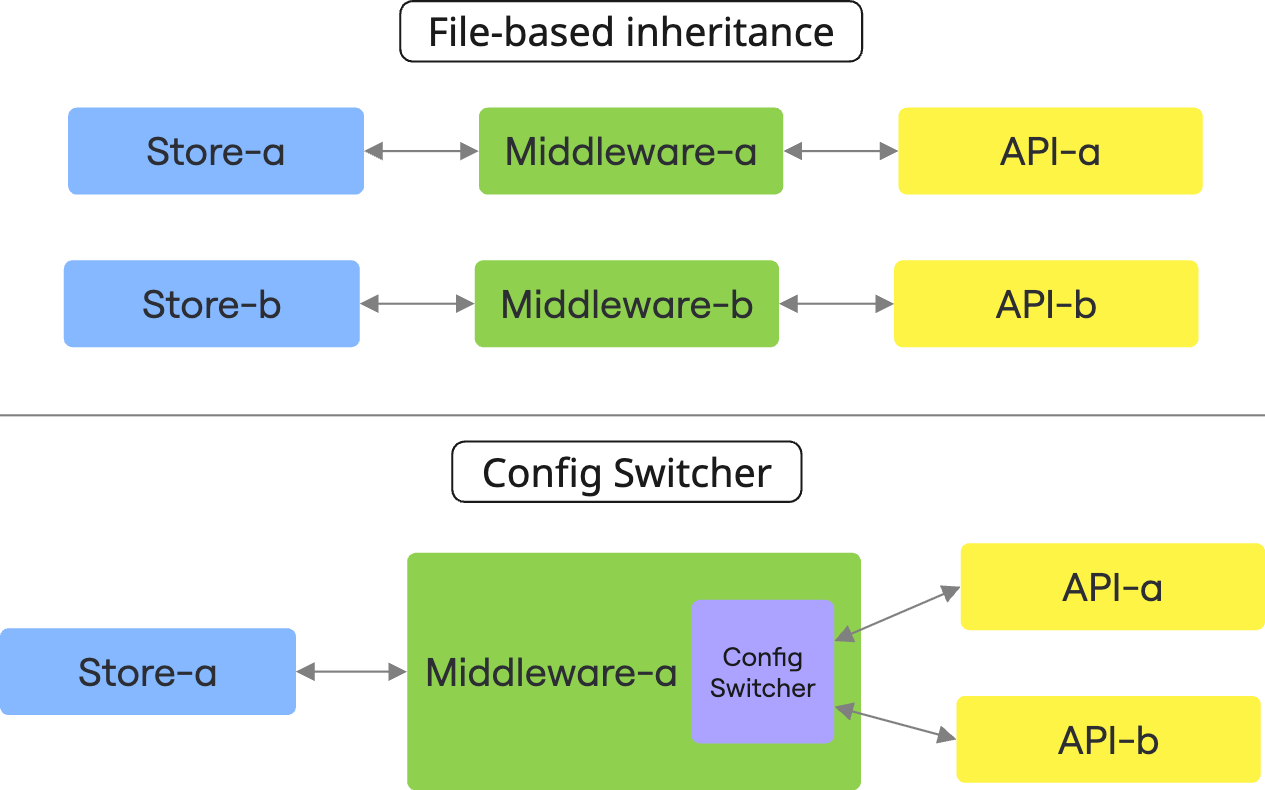 File-based inheritance
Store-a
Middleware-a
API-a
Store-b
Middleware-b
API-b
Config Switcher
Store-a
Middleware-a
Config
Switcher
API-a
API-b